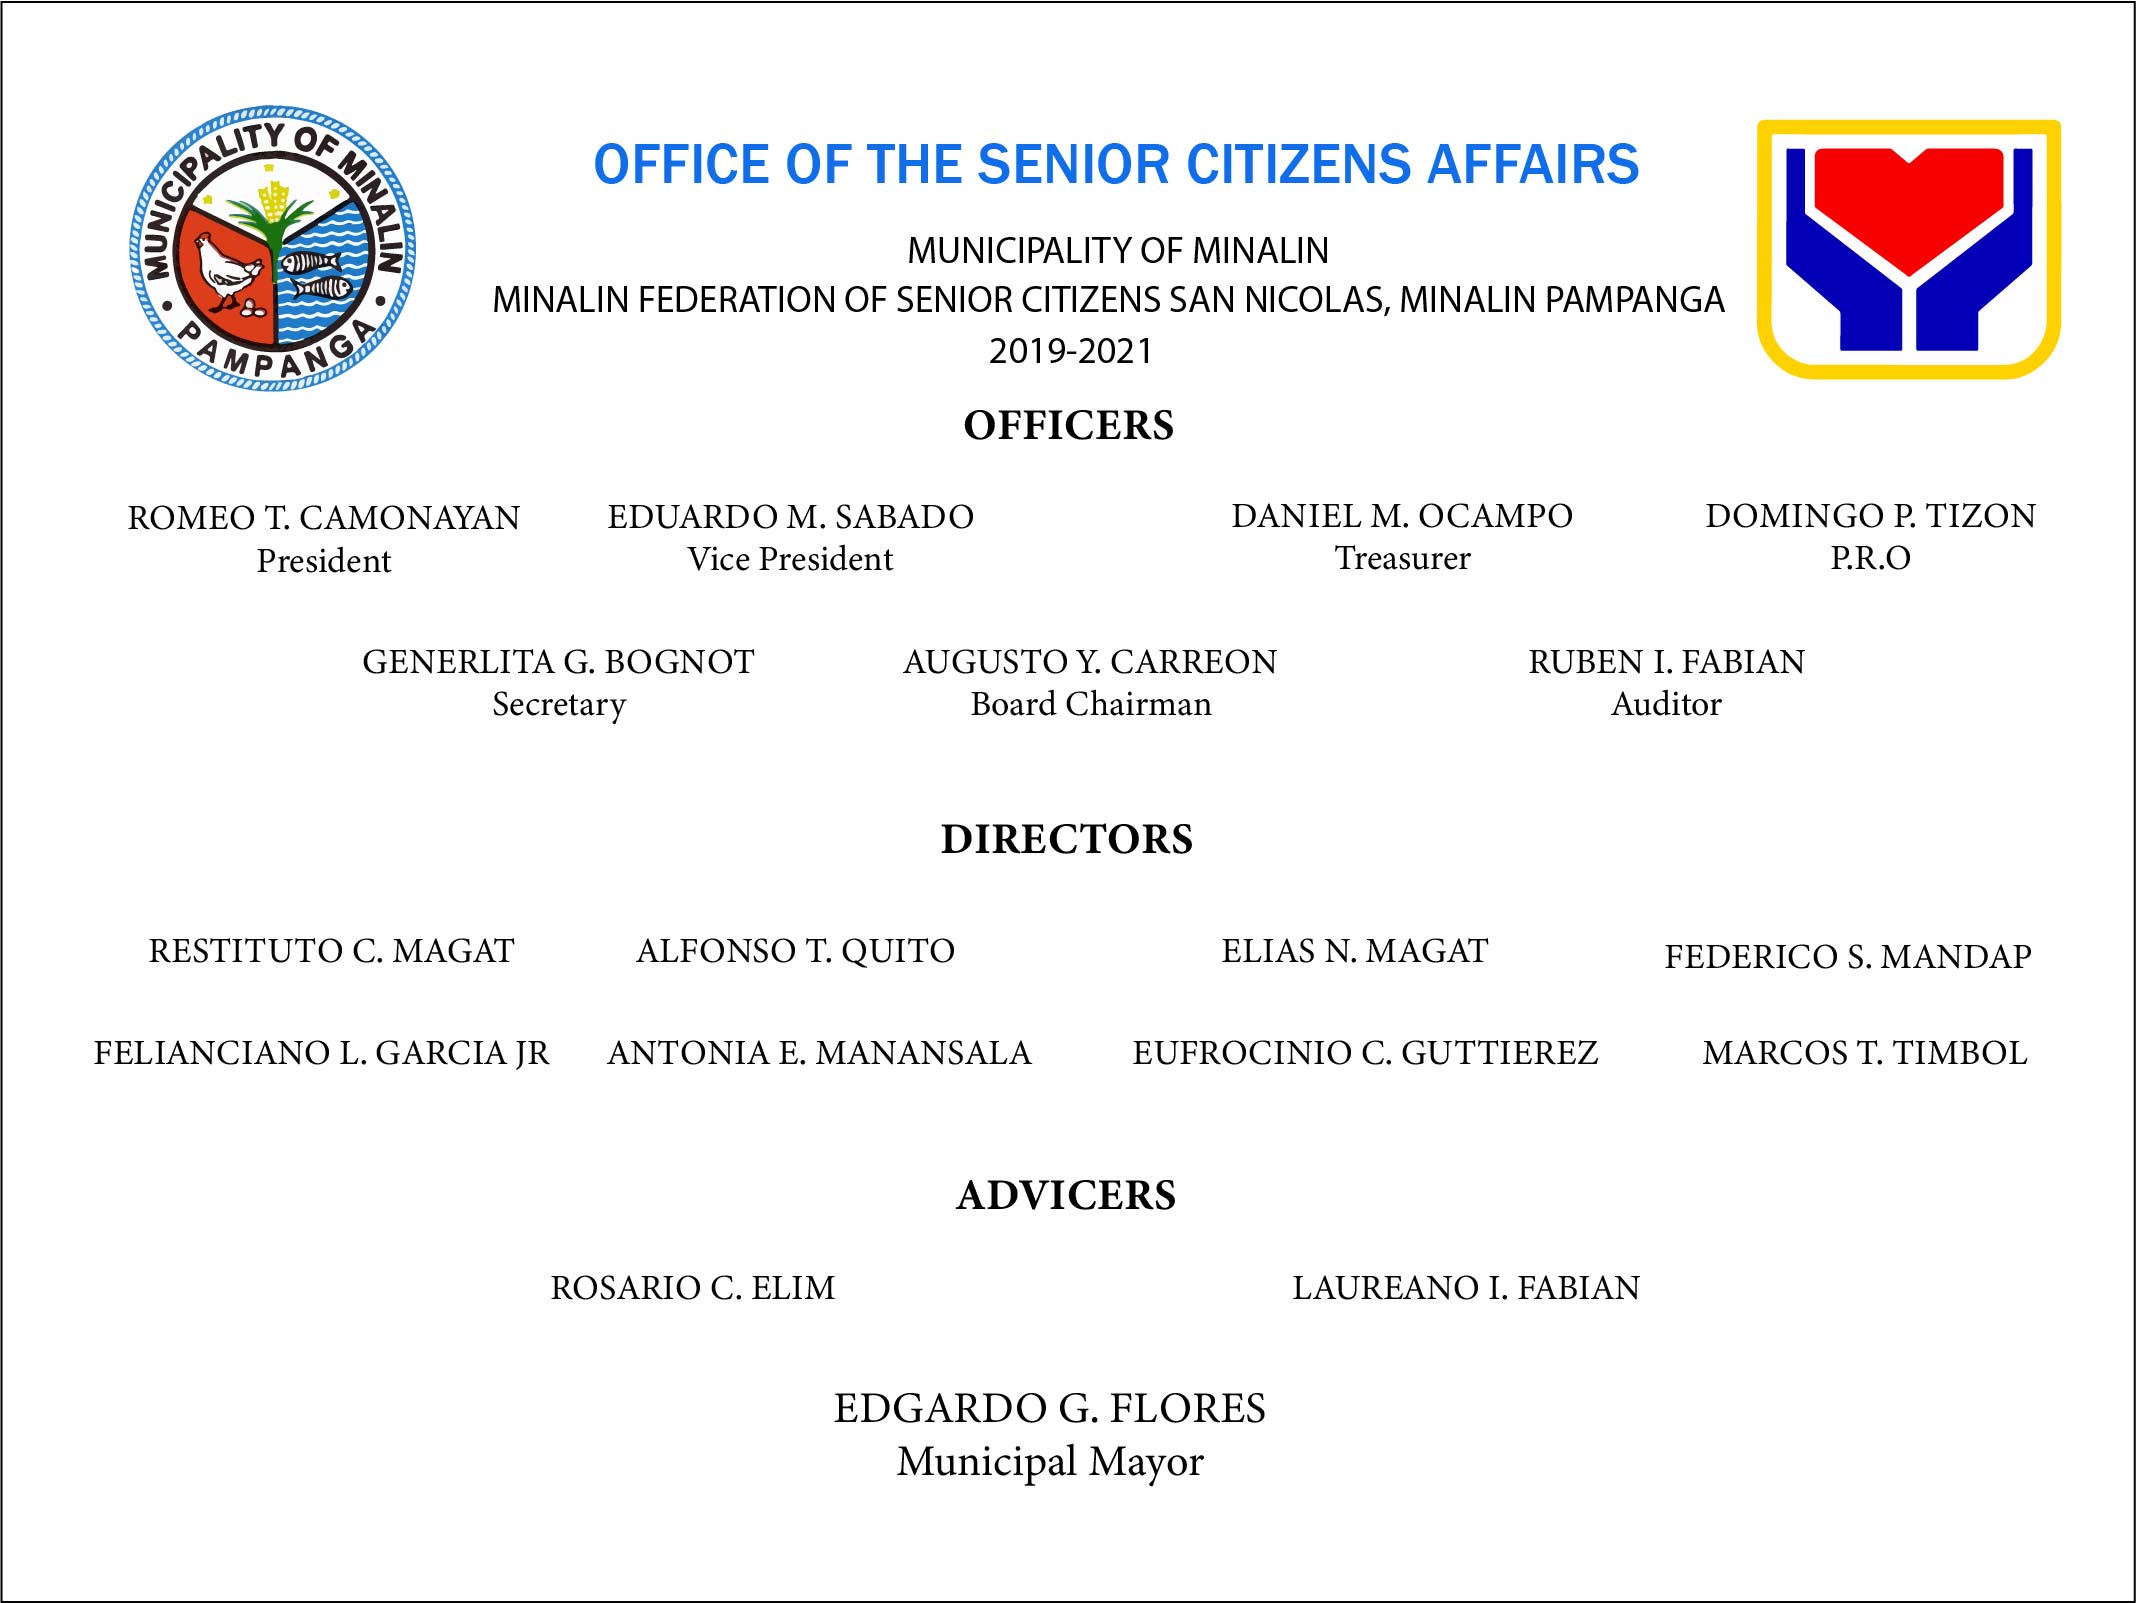 MUNICIPALITY OF MINALIN
• PAMPANGA •
OFFICE OF THE SENIOR CITIZENS AFFAIRS
MUNICIPALITY OF MINALIN
MINALIN FEDERATION OF SENIOR CITIZENS SAN NICOLAS, MINALIN PAMPANGA
2019-2021
OFFICERS
ROMEO T. CAMONAYAN
President
EDUARDO M. SABADO
Vice President
DANIEL M. OCAMPO
Treasurer
DOMINGO P. TIZON
P.R.O
GENERLITA G. BOGNOT
Secretary
AUGUSTO Y. CARREON
Board Chairman
RUBEN I. FABIAN
Auditor
DIRECTORS
RESTITUTO C. MAGAT
ALFONSO T. QUITO
ELIAS N. MAGAT
FEDERICO S. MANDAP
FELIANCIANO L. GARCIA JR
ANTONIA E. MANANSALA
EUFROCINIO C. GUTTIEREZ
MARCOS T. TIMBOL
ADVICERS
ROSARIO C. ELIM
LAUREANO I. FABIAN
EDGARDO G. FLORES
Municipal Mayor